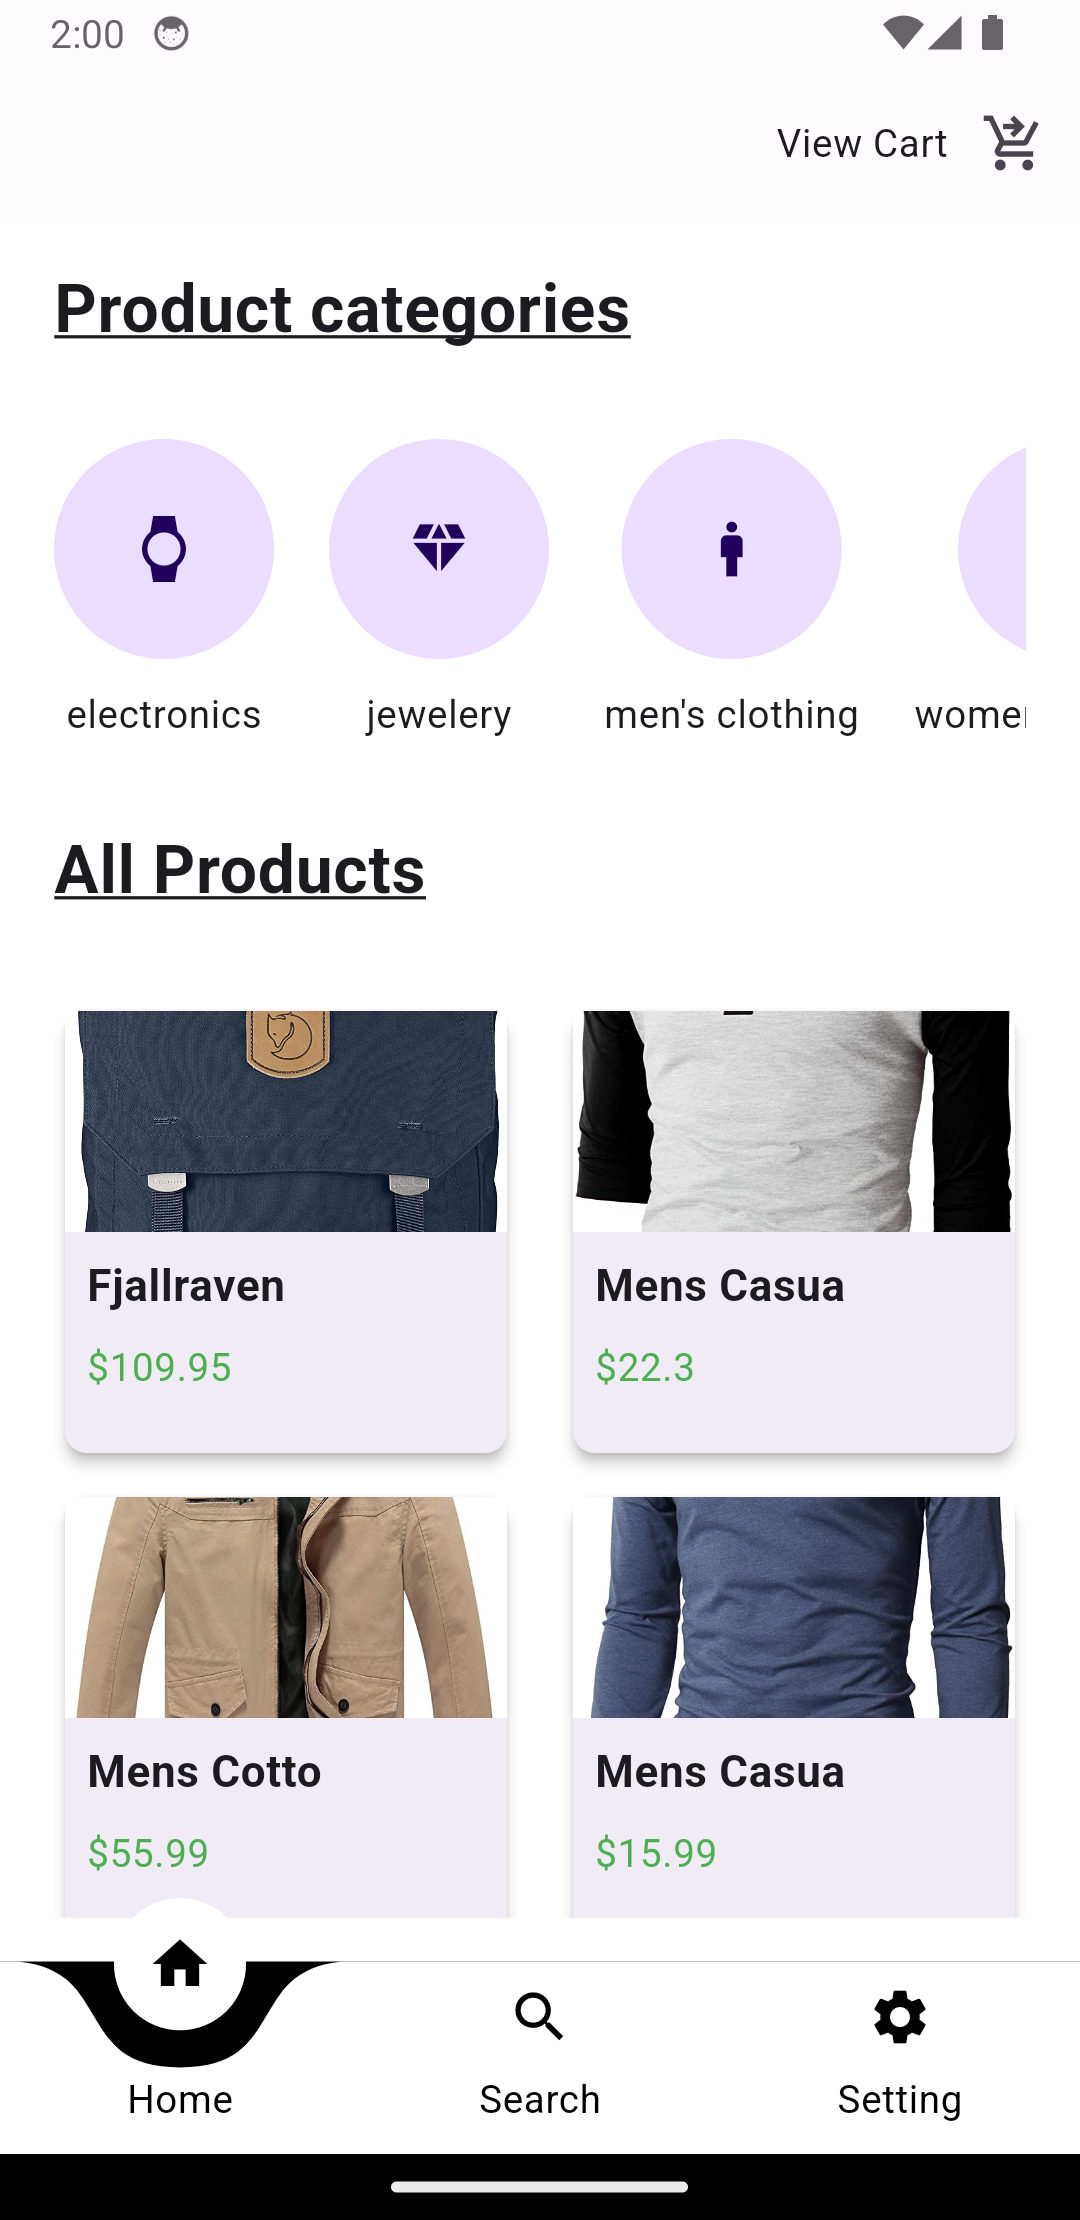 2:00
View Cart
Product categories
electronics
jewelery
men's clothing
women
All Products
Fjallraven
$109.95
Mens Casua
$22.3
Mens Cotto
$55.99
Mens Casua
$15.99
Home
Search
Setting